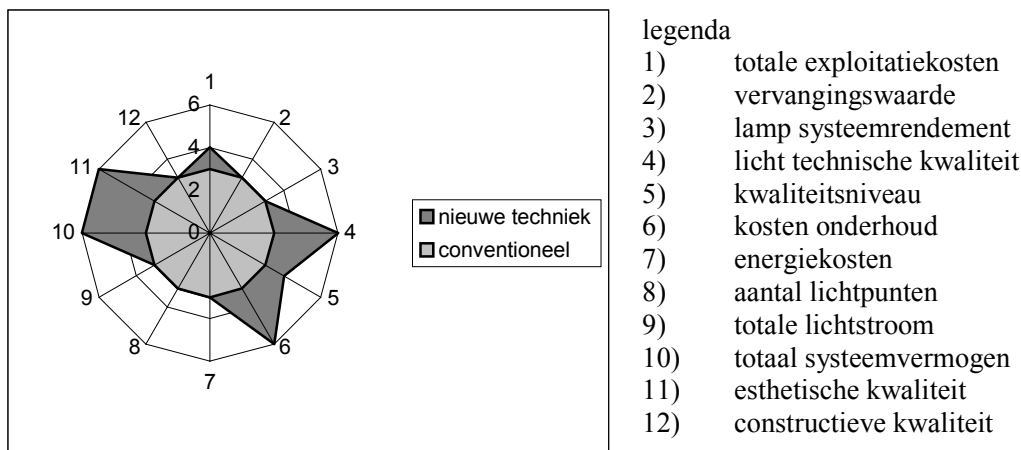 1
12 6 2
11 4 3
2
10 0 4
9 5
8 6
7
nieuwe techniek
conventioneel
legenda
1) totale exploitatiekosten
2) vervangingswaarde
3) lamp systeemrendement
4) licht technische kwaliteit
5) kwaliteitsniveau
6) kosten onderhoud
7) energiekosten
8) aantal lichtpunten
9) totale lichtstroom
10) totaal systeemvermogen
11) esthetische kwaliteit
12) constructieve kwaliteit